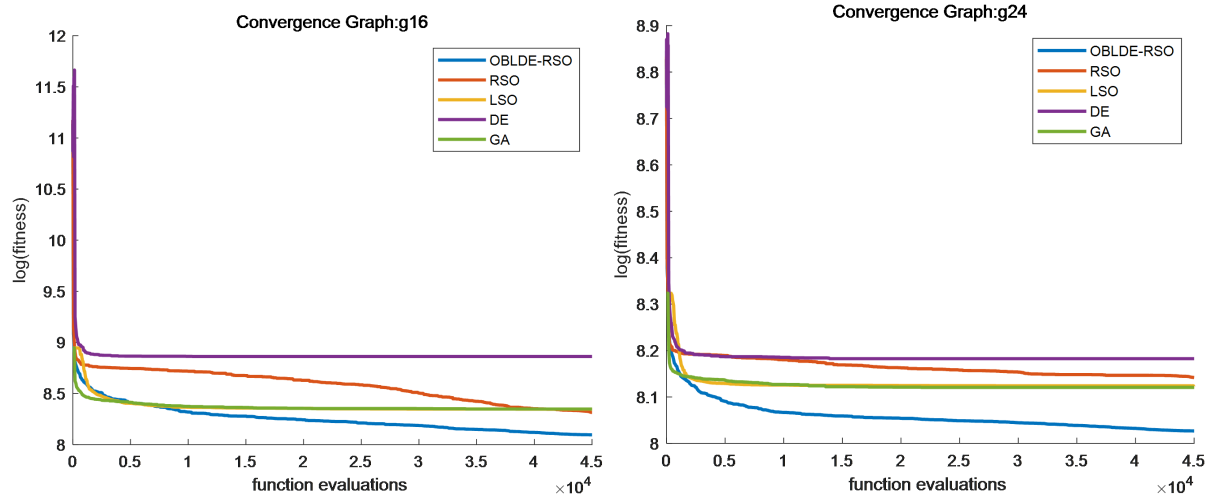 Convergence Graph:g16
12
11.5
11
10.5
10
9.5
9
8.5
8
log(fitness)
OBLDE-RSO
RSO
LSO
DE
GA
0 0.5 1 1.5 2 2.5 3 3.5 4 4.5
function evaluations
×10^4
Convergence Graph:g24
8.9
8.8
8.7
8.6
8.5
8.4
8.3
8.2
8.1
8
log(fitness)
OBLDE-RSO
RSO
LSO
DE
GA
0 0.5 1 1.5 2 2.5 3 3.5 4 4.5
function evaluations
×10^4